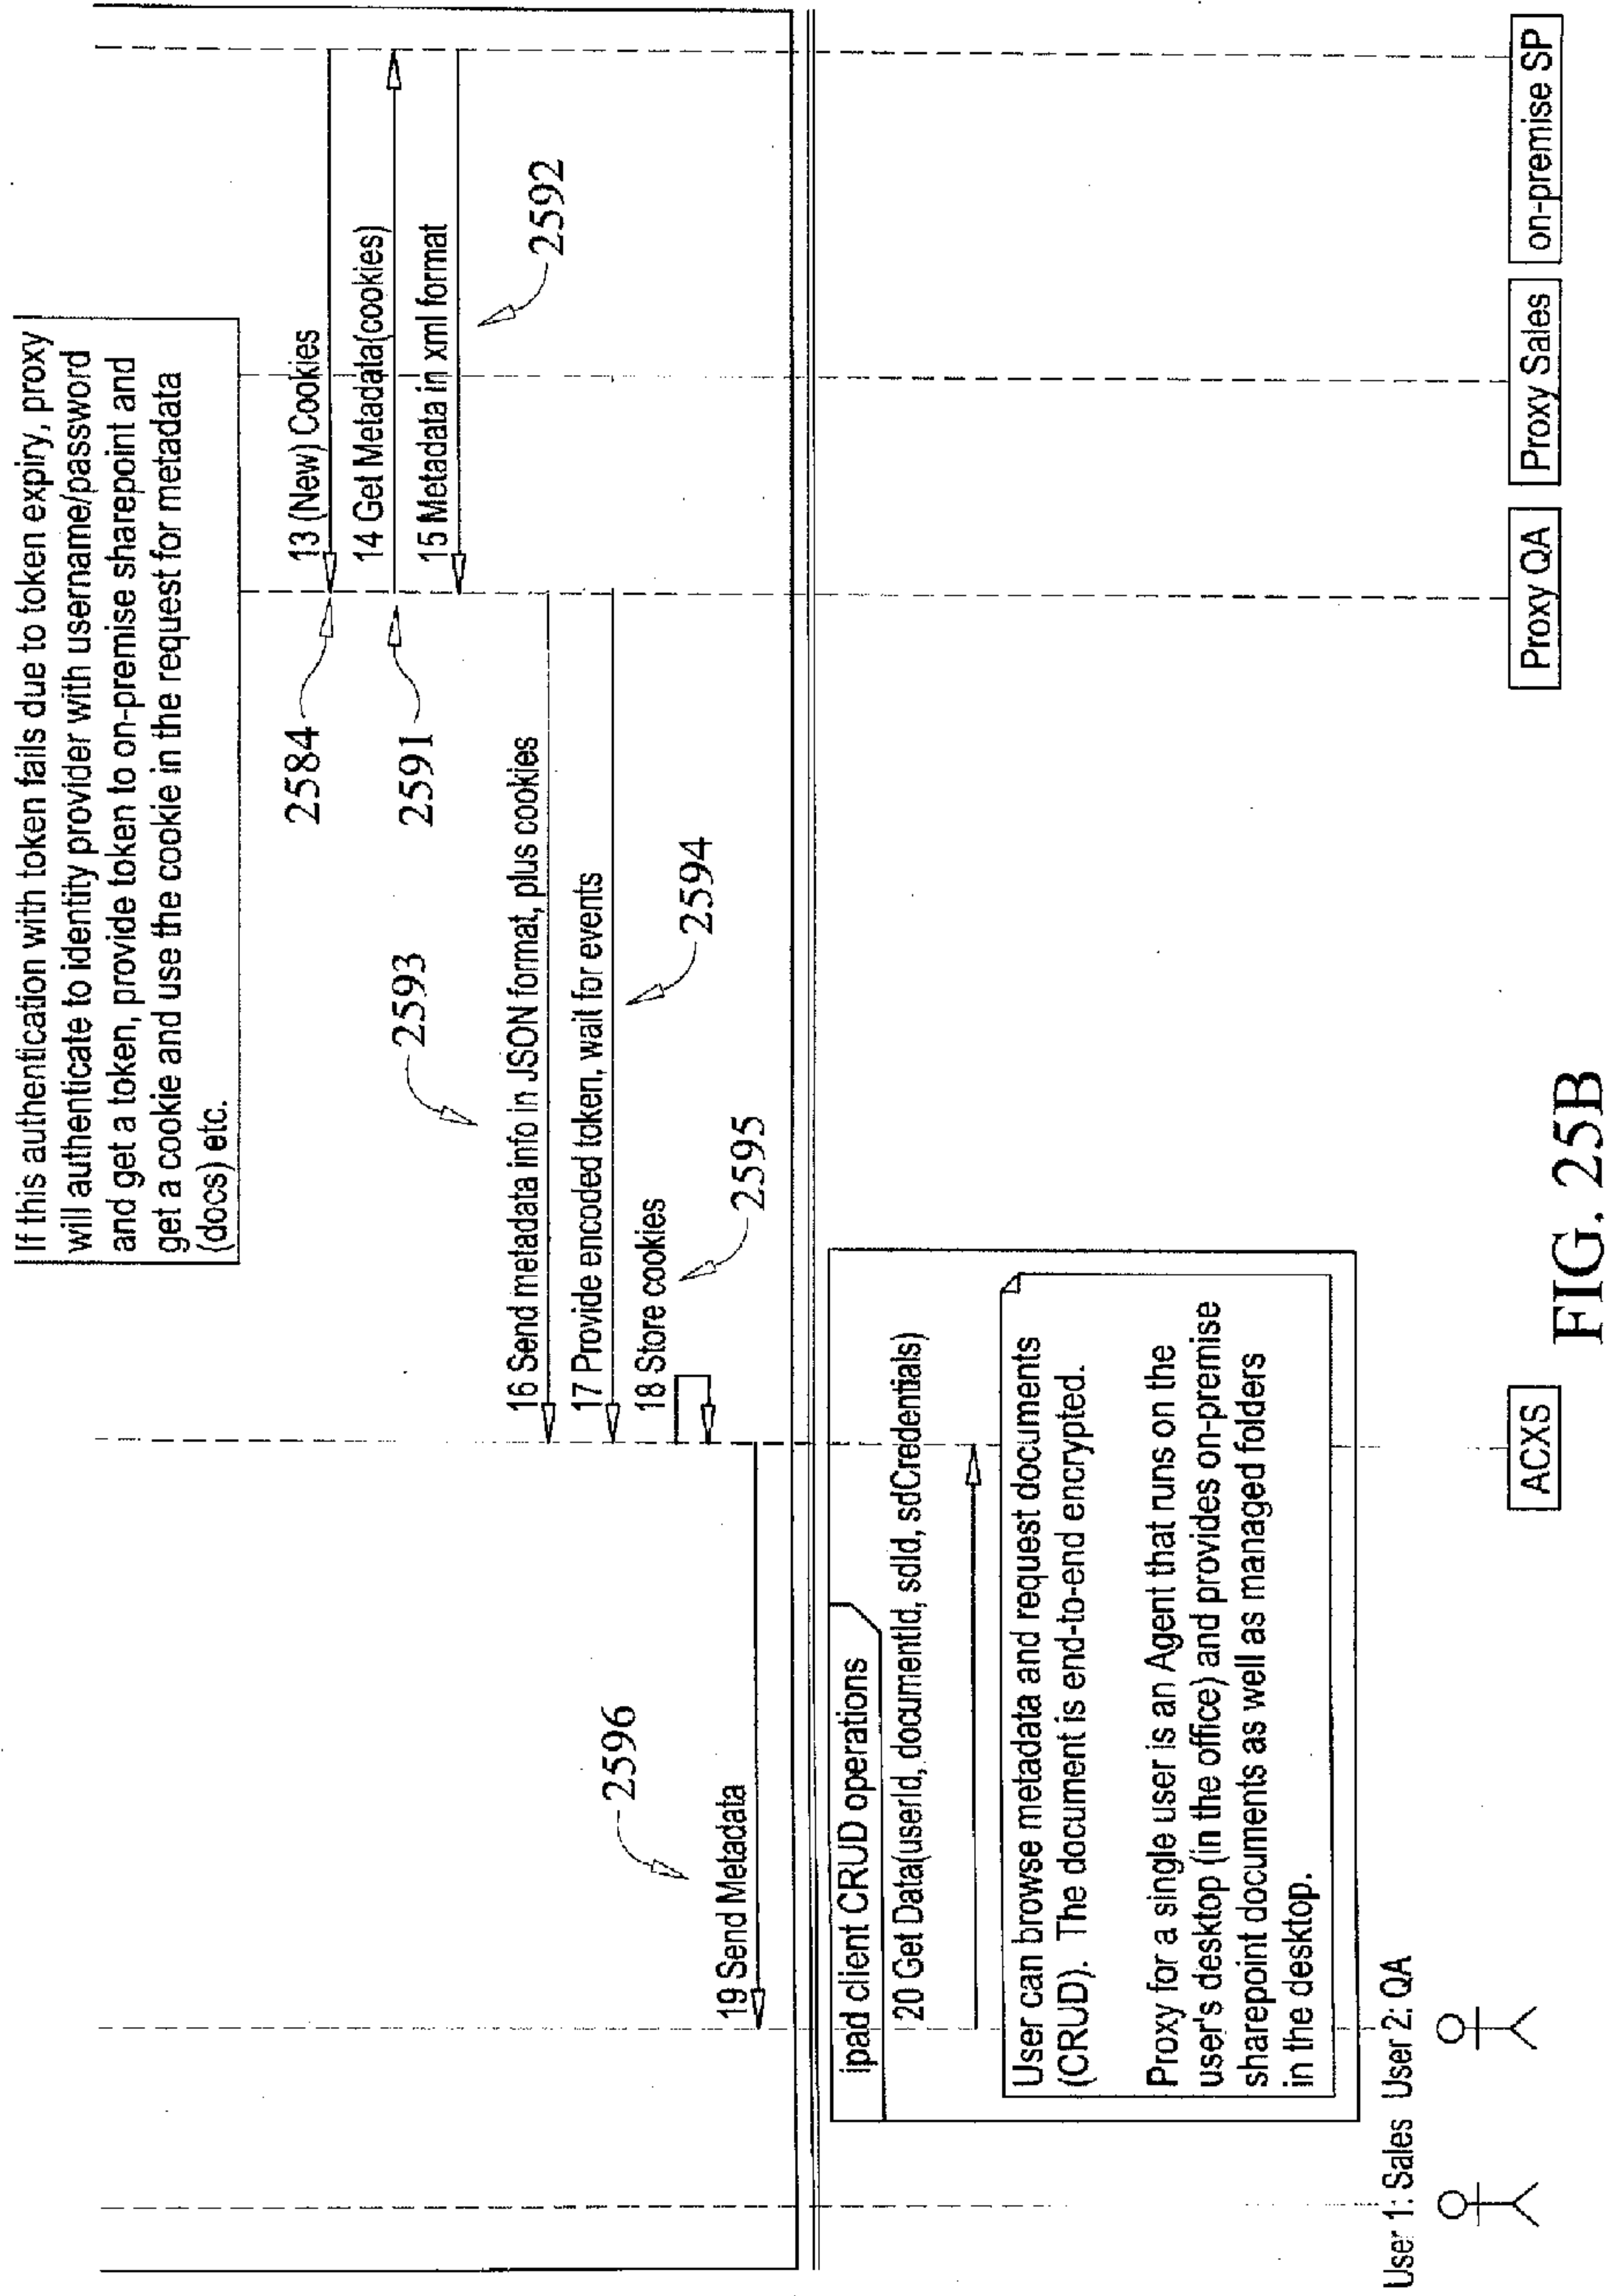 If this authentication with token fails due to token expiry, proxy
will authenticate to identity provider with username/password
and get a token, provide token to on-premise sharepoint and
get a cookie and use the cookie in the request for metadata
(docs) etc.
2584
13 (New) Cookies
2591
14 Get Metadata(cookies)
15 Metadata in xml format
2592
2593
16 Send metadata info in JSON format, plus cookies
17 Provide encoded token, wait for events
2594
18 Store cookies
2595
2596
19 Send Metadata
ipad client CRUD operations
20 Get Data(userId, documentId, sdId, sdCredentials)
User can browse metadata and request documents
(CRUD). The document is end-to-end encrypted.
Proxy for a single user is an Agent that runs on the
user's desktop (in the office) and provides on-premise
sharepoint documents as well as managed folders
in the desktop.
User 1: Sales User 2: QA
ACXS
Proxy QA
Proxy Sales
on-premise SP
FIG. 25B